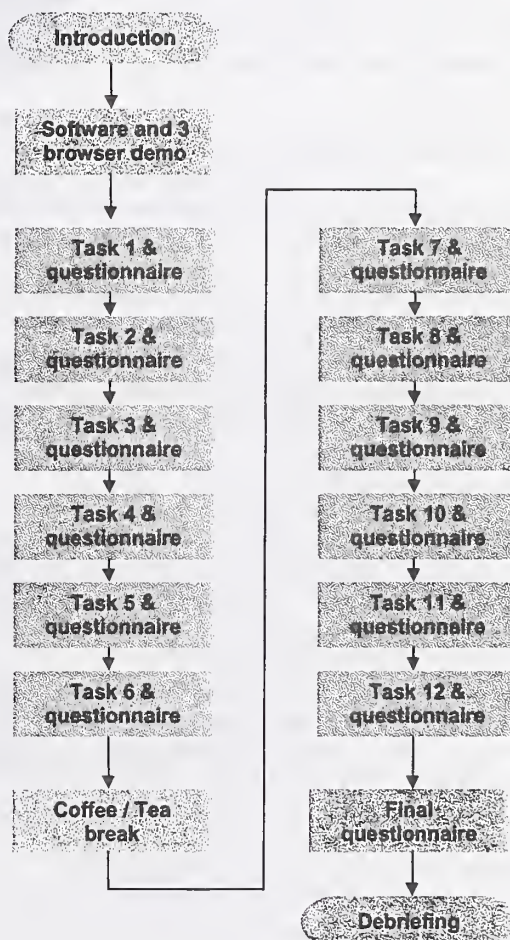 Introduction
Software and 3
browser demo
Task 1 &
questionnaire
Task 2 &
questionnaire
Task 3 &
questionnaire
Task 4 &
questionnaire
Task 5 &
questionnaire
Task 6 &
questionnaire
Coffee / Tea
break
Task 7 &
questionnaire
Task 8 &
questionnaire
Task 9 &
questionnaire
Task 10 &
questionnaire
Task 11 &
questionnaire
Task 12 &
questionnaire
Final
questionnaire
Debriefing